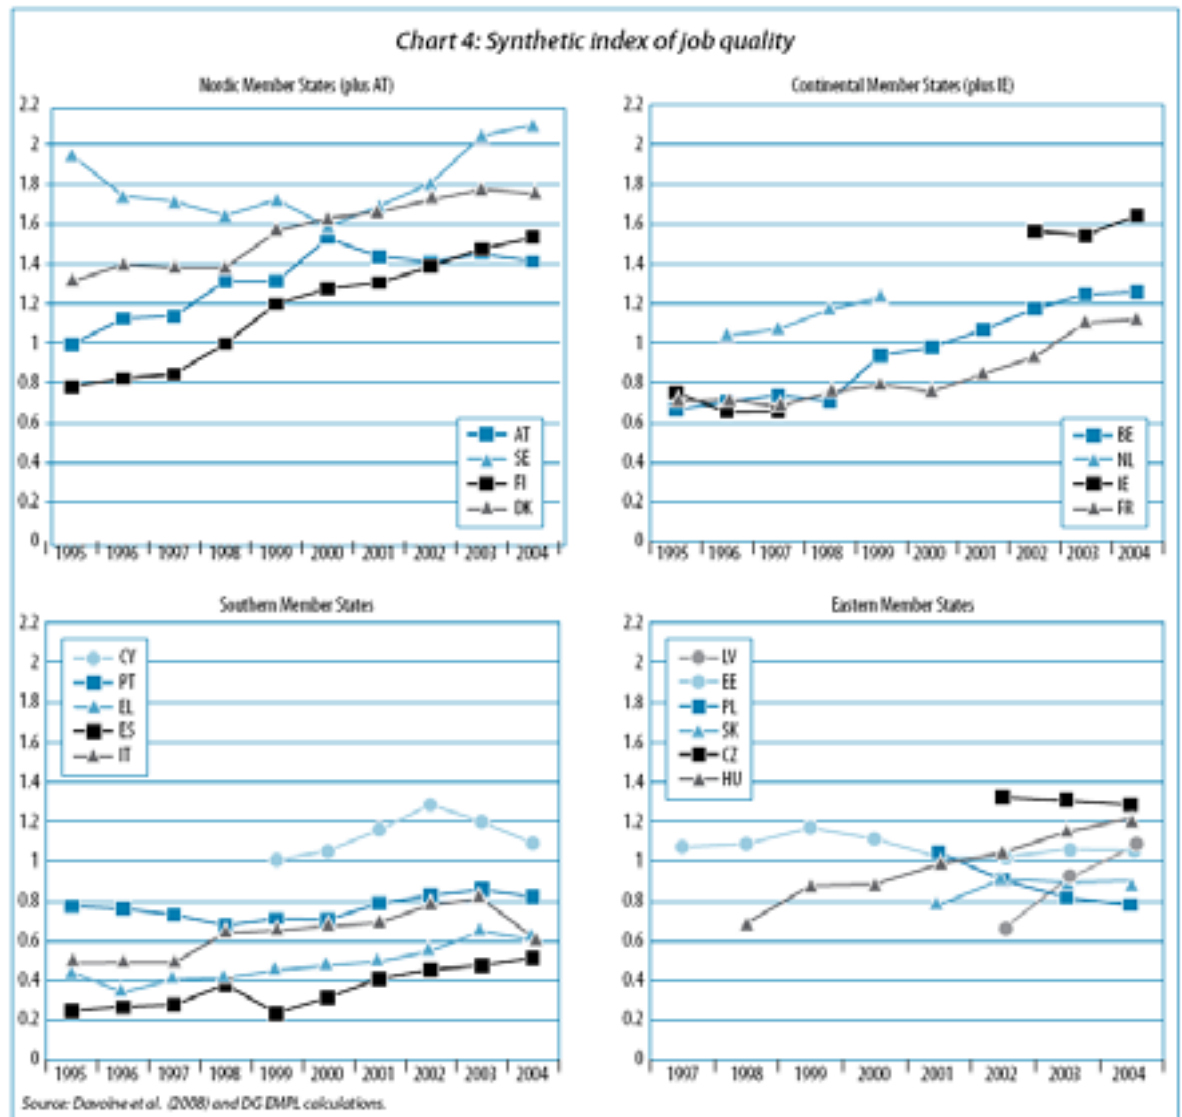 Chart 4: Synthetic index of job quality
Nordic Member States (plus AT)
2.2
2
1.8
1.6
1.4
1.2
1
0.8
0.6
0.4
0.2
0
1995 1996 1997 1998 1999 2000 2001 2002 2003 2004
AT
SE
FI
DK
Continental Member States (plus IE)
2.2
2
1.8
1.6
1.4
1.2
1
0.8
0.6
0.4
0.2
0
1995 1996 1997 1998 1999 2000 2001 2002 2003 2004
BE
NL
IE
FR
Southern Member States
2.2
2
1.8
1.6
1.4
1.2
1
0.8
0.6
0.4
0.2
0
1995 1996 1997 1998 1999 2000 2001 2002 2003 2004
CY
PT
EL
ES
IT
Eastern Member States
2.2
2
1.8
1.6
1.4
1.2
1
0.8
0.6
0.4
0.2
0
1997 1998 1999 2000 2001 2002 2003 2004
LV
EE
PL
SK
CZ
HU
Source: Davoine et al. (2008) and DG EMPL calculations.